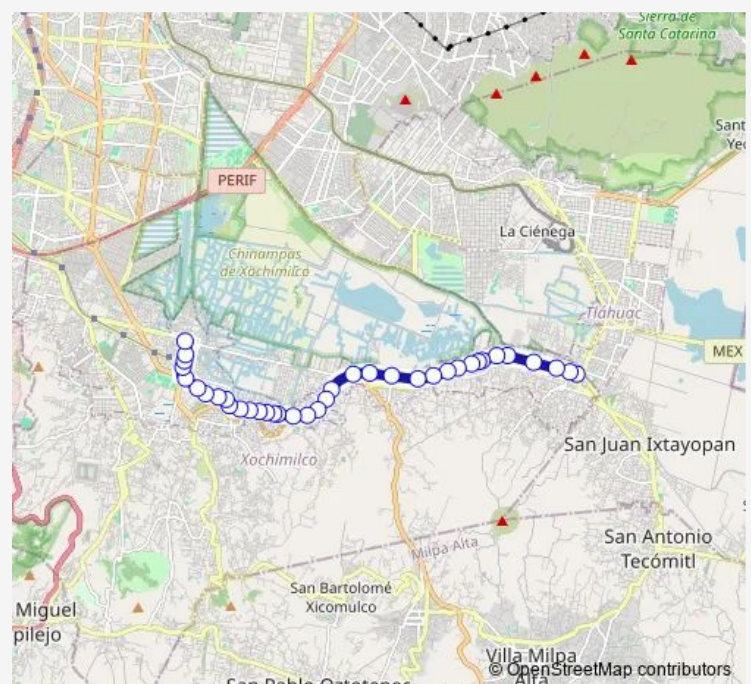 Sierra de
Santa Catarina
PERIF
La Ciénega
Chinampas
de Xochimilco
Tláhuac
MEX
San Juan Ixtayopan
Xochimilco
San Antonio
Tecómitl
Milpa Alta
San Bartolomé
Xicomulco
Miguel
pilejo
Villa Milpa
Alta
© OpenStreetMap contributors